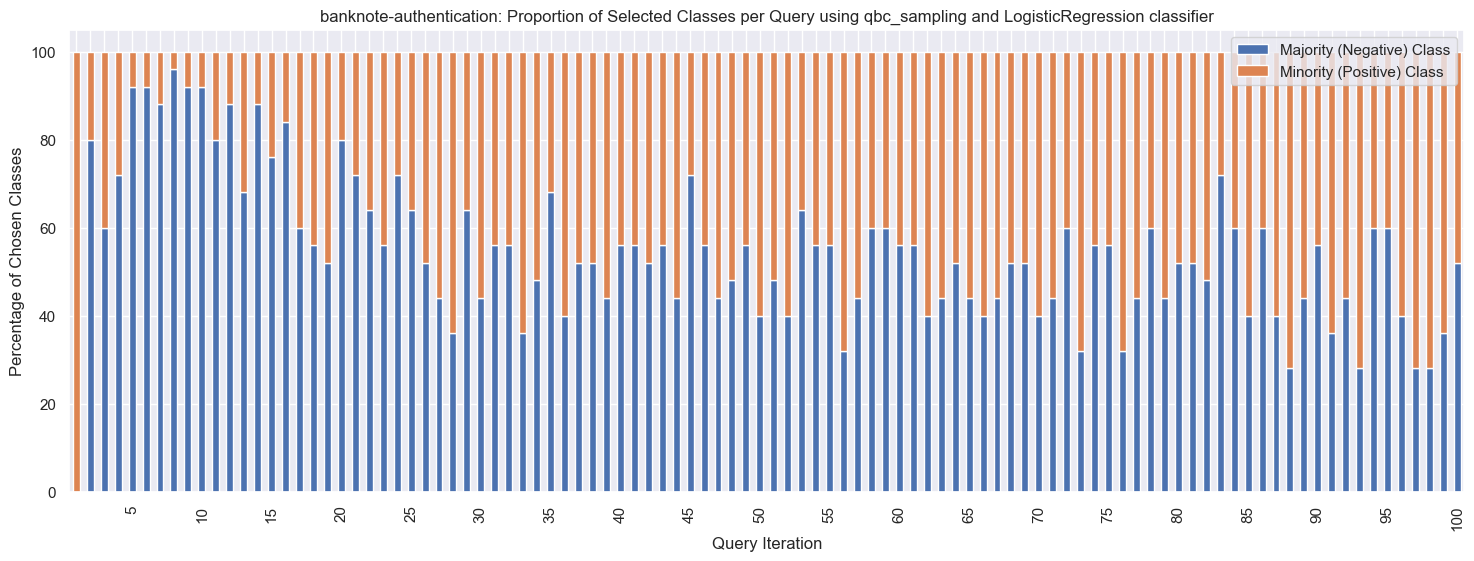 banknote-authentication: Proportion of Selected Classes per Query using qbc_sampling and LogisticRegression classifier
Majority (Negative) Class
Minority (Positive) Class
Percentage of Chosen Classes
100
80
60
40
20
0
5 10 15 20 25 30 35 40 45 50 55 60 65 70 75 80 85 90 95 100
Query Iteration